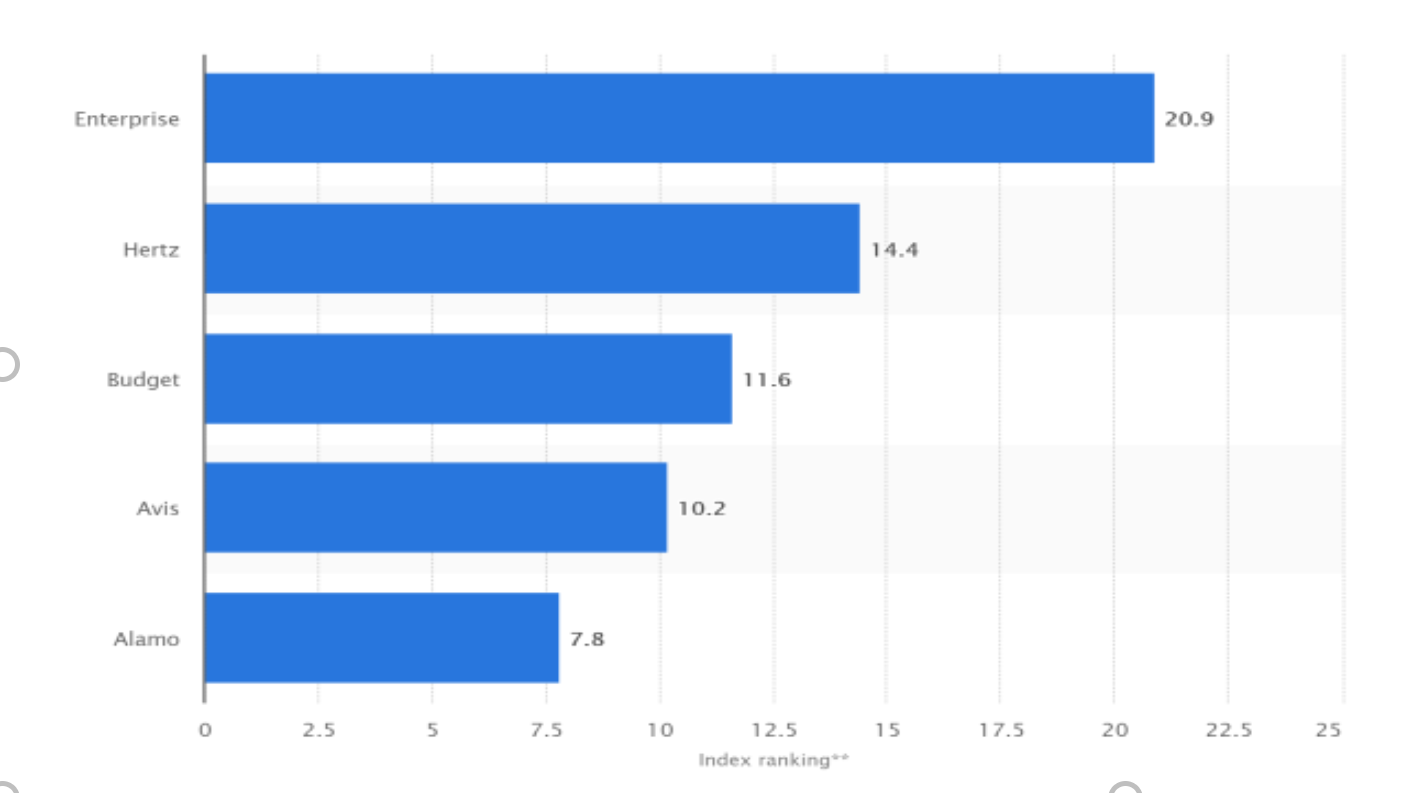 Enterprise 20.9
Hertz 14.4
Budget 11.6
Avis 10.2
Alamo 7.8
0 2.5 5 7.5 10 12.5 15 17.5 20 22.5 25
Index ranking**